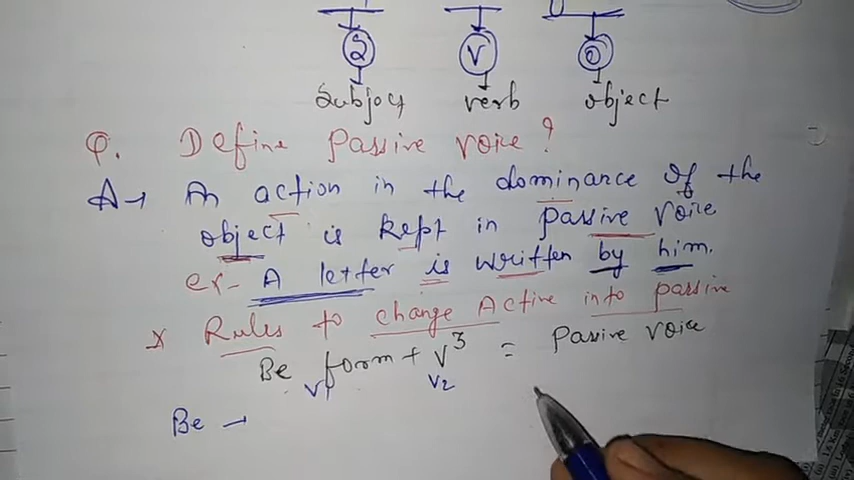 S V O
Subject verb object
Q. Define Passive Voice?
A→ An action in the dominance of the
object is kept in passive voice
ex- A letter is written by him.
x Rules to change Active into passive
Be form + V3 = Passive voice
V1 V2
Be →